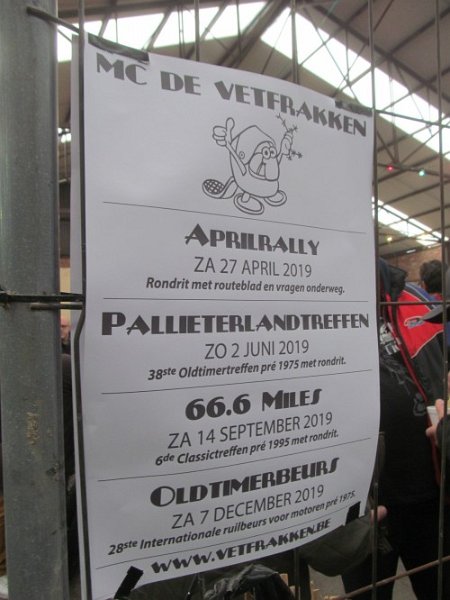 MC DE VETFRAKKEN
APRILRALLY
ZA 27 APRIL 2019
Rondrit met routeblad en vragen onderweg.
PALLIETERLANDTREFFEN
ZO 2 JUNI 2019
38ste Oldtimertreffen pré 1975 met rondrit.
66.6 MILES
ZA 14 SEPTEMBER 2019
6de Classictreffen pré 1995 met rondrit.
OLDTIMERBEURS
ZA 7 DECEMBER 2019
28ste Internationale ruilbeurs voor motoren pré 1975.
WWW.VETFRAKKEN.BE